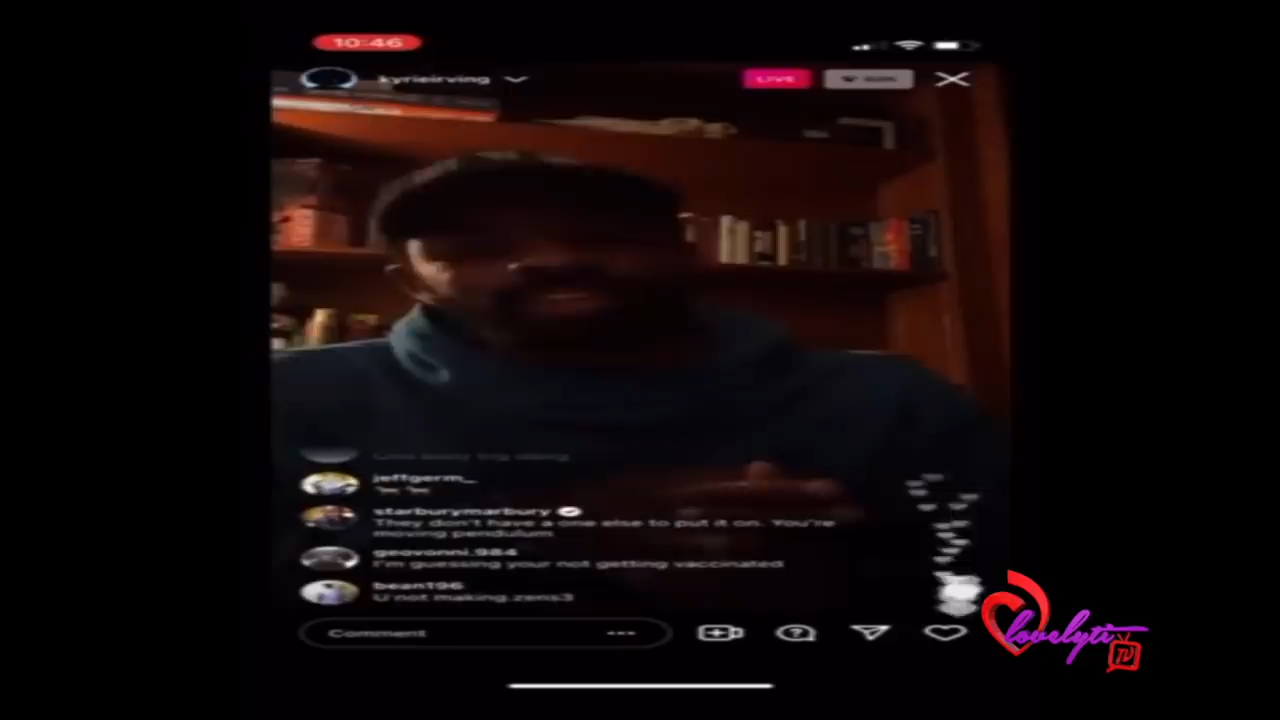 10:46
kyrieirving
LIVE
jeffgerm_
starburymarbury
They don't have a one else to put it on. You're
moving pendulum
geovonni.984
I'm guessing your not getting vaccinated
bean196
U not making zens3
Comment
lovelyti
TV